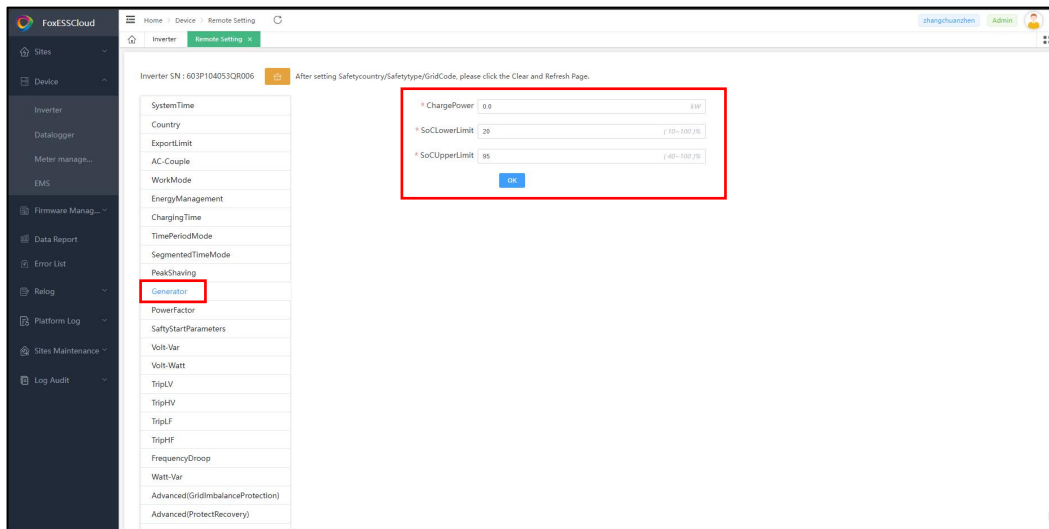 FoxESSCloud
Home > Device > Remote Setting
zhangchuanzhen
Admin
Inverter
Remote Setting ×
Sites
Device
Inverter
Datalogger
Meter manage...
EMS
Firmware Manag...
Data Report
Error List
Relog
Platform Log
Sites Maintenance
Log Audit
Inverter SN : 603P104053QR006
After setting Safetycountry/Safetytype/GridCode, please click the Clear and Refresh Page.
SystemTime
Country
ExportLimit
AC-Couple
WorkMode
EnergyManagement
ChargingTime
TimePeriodMode
SegmentedTimeMode
PeakShaving
Generator
PowerFactor
SaftyStartParameters
Volt-Var
Volt-Watt
TripLV
TripHV
TripLF
TripHF
FrequencyDroop
Watt-Var
Advanced(GridImbalanceProtection)
Advanced(ProtectRecovery)
* ChargePower 0.0 kW
* SoCLowerLimit 20 ( 10~100 )%
* SoCUpperLimit 95 ( 40~100 )%
OK